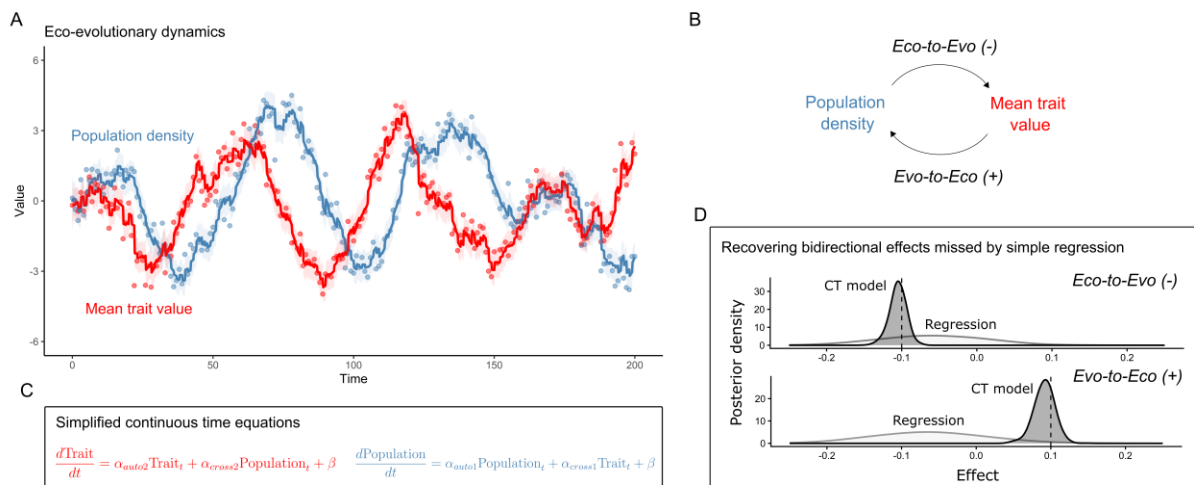 A
Eco-evolutionary dynamics
6
3
0
-3
-6
Value
Population density
Mean trait value
0
50
100
150
200
Time
B
Eco-to-Evo (-)
Population
density
Mean trait
value
Evo-to-Eco (+)
C
Simplified continuous time equations
dTrait/dt = α_auto2 Trait_t + α_cross2 Population_t + β
dPopulation/dt = α_auto1 Population_t + α_cross1 Trait_t + β
D
Recovering bidirectional effects missed by simple regression
Eco-to-Evo (-)
CT model
Regression
30
20
10
0
-0.2
-0.1
0.0
0.1
0.2
Evo-to-Eco (+)
CT model
Regression
20
10
0
-0.2
-0.1
0.0
0.1
0.2
Posterior density
Effect